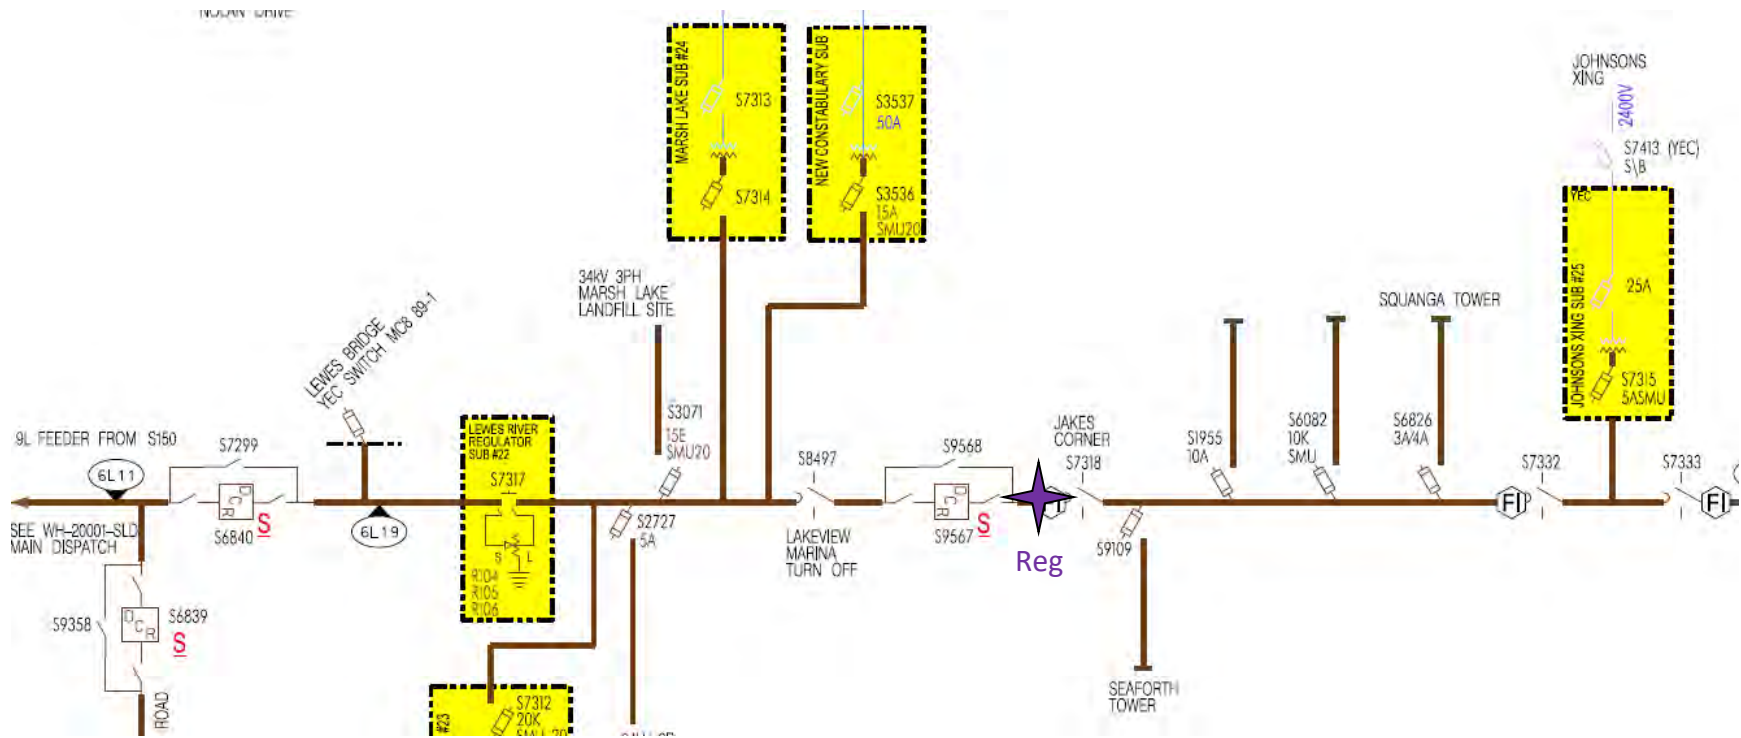 NOLAN DRIVE
MARSH LAKE SUB #24
S7313
S7314
NEW CONSTABULARY SUB
S3537
50A
S3536
15A
SMU20
JOHNSONS
XING
2400V
S7413 (YEC)
S\B
YEC
JOHNSONS XING SUB #25
25A
S7315
5ASMU
34kV 3PH
MARSH LAKE
LANDFILL SITE
SQUANGA TOWER
LEWES BRIDGE
YEC SWITCH MC8 89-1
9L FEEDER FROM S150
6L11
S7299
S6840
S
SEE WH-20001-SLD
MAIN DISPATCH
6L19
LEWES RIVER
REGULATOR
SUB #22
S7317
S L
R104
R105
R106
S3071
15E
SMU20
S2727
5A
S8497
LAKEVIEW
MARINA
TURN OFF
S9568
D
C
R
S9567
S
Reg
JAKES
CORNER
S7318
S9109
S1955
10A
S6082
10K
SMU
S6826
3A/4A
FI
S7332
S7333
FI
D
C
R
S9358
D
C
R
S6839
S
ROAD
#23
S7312
20K
SMU 20
SEAFORTH
TOWER